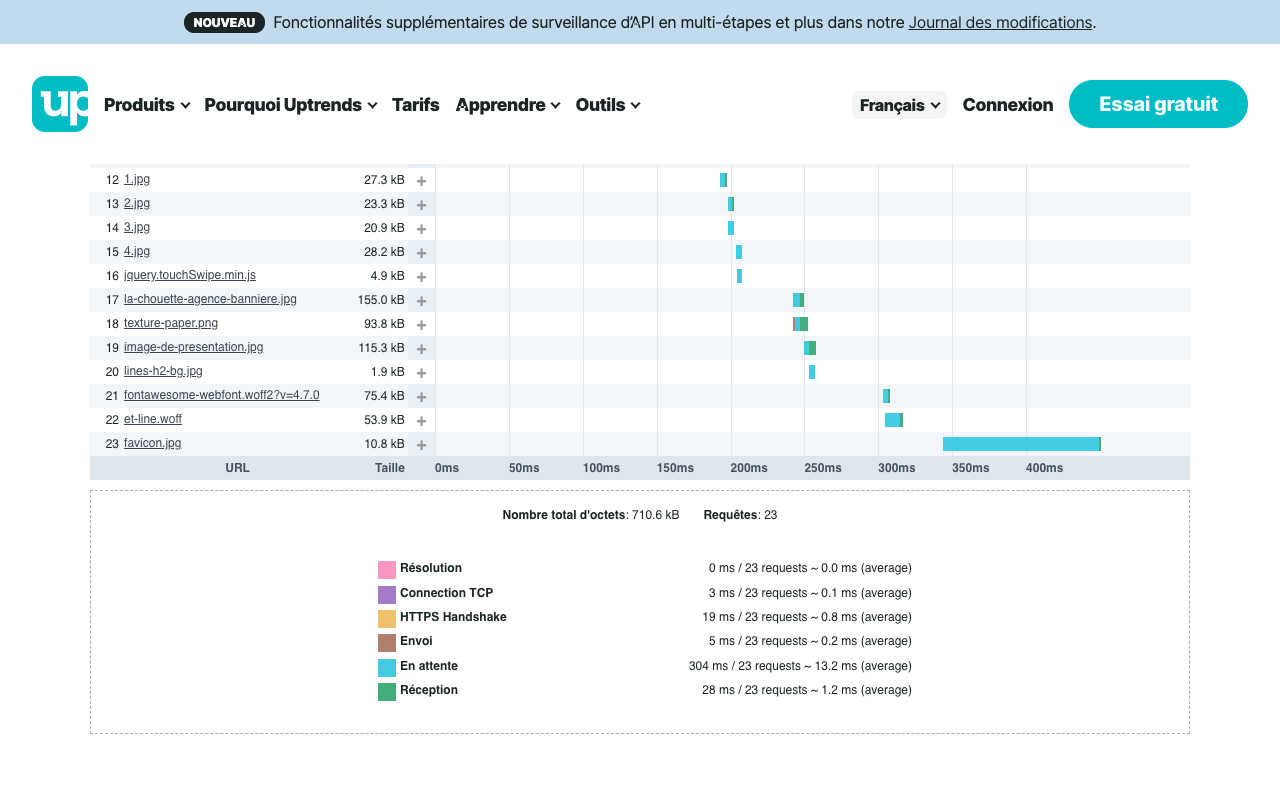 NOUVEAU Fonctionnalités supplémentaires de surveillance d'API en multi-étapes et plus dans notre Journal des modifications.
up Produits Pourquoi Uptrends Tarifs Apprendre Outils Français Connexion Essai gratuit
12 1.jpg 27.3 kB +
13 2.jpg 23.3 kB +
14 3.jpg 20.9 kB +
15 4.jpg 28.2 kB +
16 jquery.touchSwipe.min.js 4.9 kB +
17 la-chouette-agence-banniere.jpg 155.0 kB +
18 texture-paper.png 93.8 kB +
19 image-de-presentation.jpg 115.3 kB +
20 lines-h2-bg.jpg 1.9 kB +
21 fontawesome-webfont.woff2?v=4.7.0 75.4 kB +
22 et-line.woff 53.9 kB +
23 favicon.jpg 10.8 kB +
URL Taille 0ms 50ms 100ms 150ms 200ms 250ms 300ms 350ms 400ms
Nombre total d'octets: 710.6 kB Requêtes: 23
Résolution 0 ms / 23 requests ~ 0.0 ms (average)
Connection TCP 3 ms / 23 requests ~ 0.1 ms (average)
HTTPS Handshake 19 ms / 23 requests ~ 0.8 ms (average)
Envoi 5 ms / 23 requests ~ 0.2 ms (average)
En attente 304 ms / 23 requests ~ 13.2 ms (average)
Réception 28 ms / 23 requests ~ 1.2 ms (average)